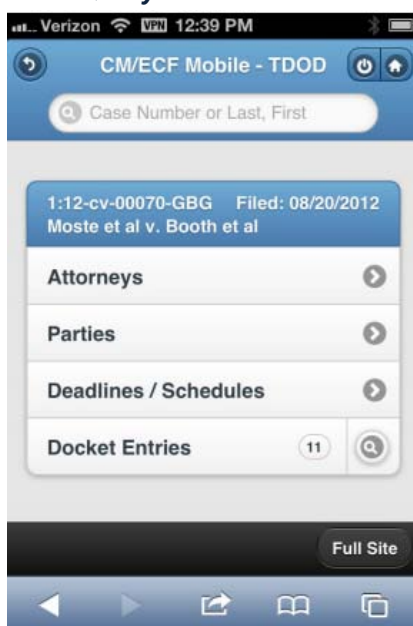 Verizon VPN 12:39 PM
CM/ECF Mobile - TDOD
Case Number or Last, First
1:12-cv-00070-GBG Filed: 08/20/2012
Moste et al v. Booth et al
Attorneys
Parties
Deadlines / Schedules
Docket Entries 11
Full Site